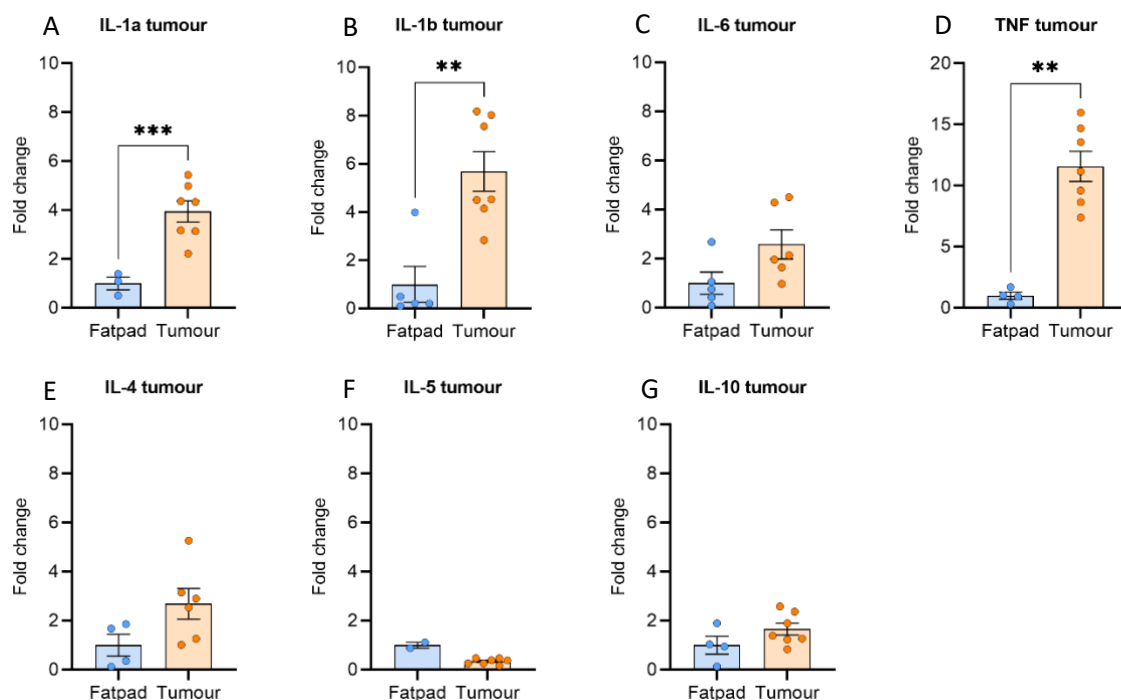 A IL-1a tumour
10
8
6
4
2
0
Fold change
***
Fatpad Tumour
B IL-1b tumour
10
8
6
4
2
0
Fold change
**
Fatpad Tumour
C IL-6 tumour
10
8
6
4
2
0
Fold change
Fatpad Tumour
D TNF tumour
20
15
10
5
0
Fold change
**
Fatpad Tumour
E IL-4 tumour
10
8
6
4
2
0
Fold change
Fatpad Tumour
F IL-5 tumour
10
8
6
4
2
0
Fold change
Fatpad Tumour
G IL-10 tumour
10
8
6
4
2
0
Fold change
Fatpad Tumour